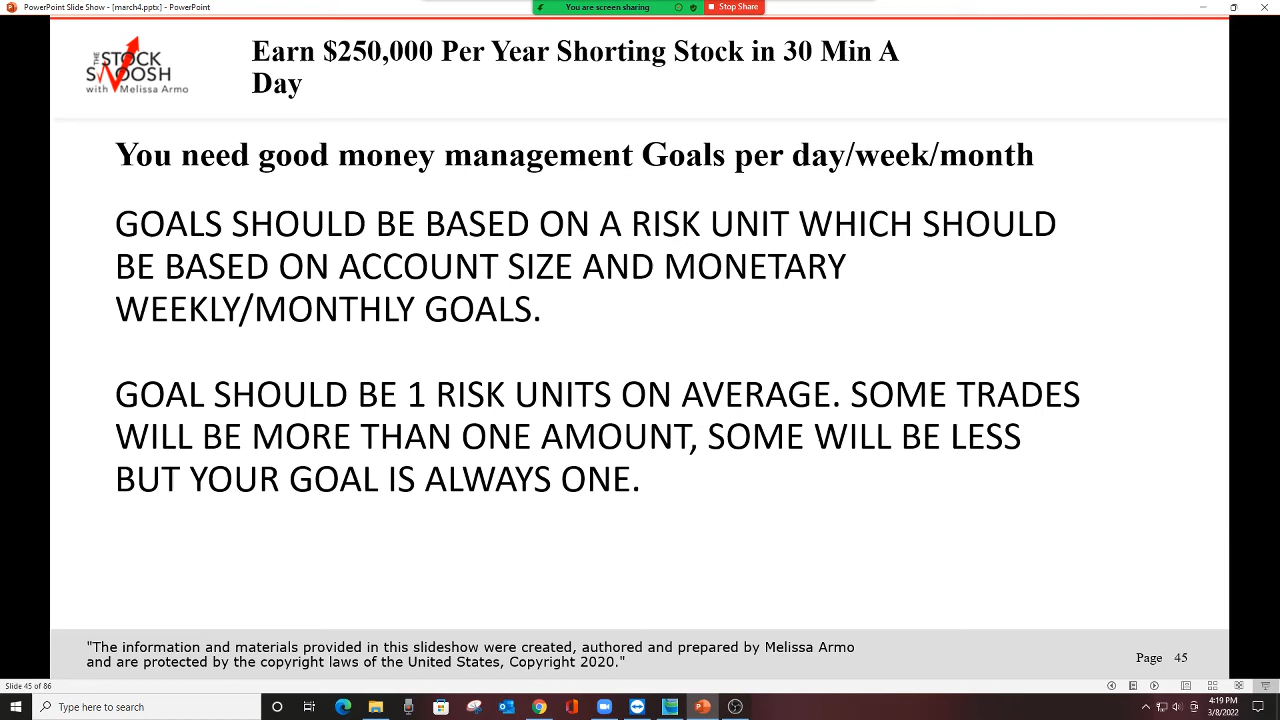 PowerPoint Slide Show - [march4.pptx] - PowerPoint
You are screen sharing
Stop Share
THE STOCK
SWOOSH
with Melissa Armo
Earn $250,000 Per Year Shorting Stock in 30 Min A
Day
You need good money management Goals per day/week/month
GOALS SHOULD BE BASED ON A RISK UNIT WHICH SHOULD
BE BASED ON ACCOUNT SIZE AND MONETARY
WEEKLY/MONTHLY GOALS.
GOAL SHOULD BE 1 RISK UNITS ON AVERAGE. SOME TRADES
WILL BE MORE THAN ONE AMOUNT, SOME WILL BE LESS
BUT YOUR GOAL IS ALWAYS ONE.
"The information and materials provided in this slideshow were created, authored and prepared by Melissa Armo
and are protected by the copyright laws of the United States, Copyright 2020."
Page 45
Slide 45 of 86
Type here to search
4:19 PM
3/8/2022